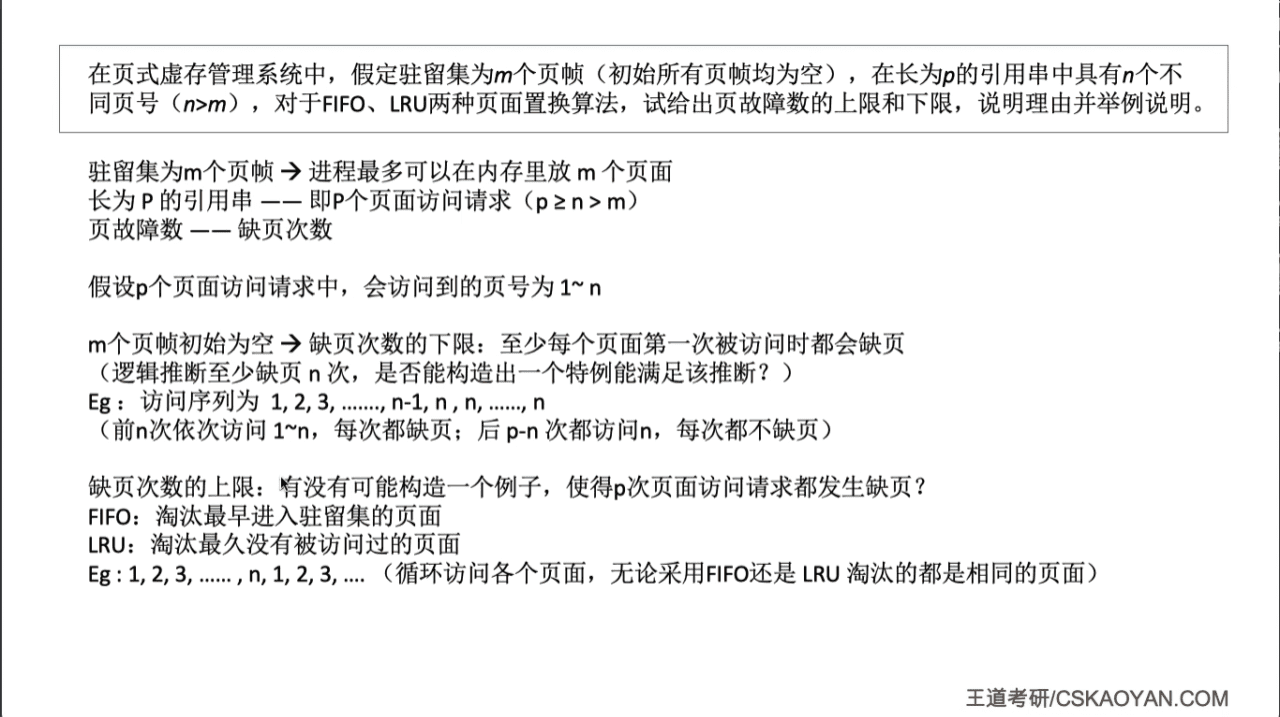 在页式虚存管理系统中，假定驻留集为m个页帧（初始所有页帧均为空），在长为p的引用串中具有n个不
同页号（n>m），对于FIFO、LRU两种页面置换算法，试给出页故障数的上限和下限，说明理由并举例说明。
驻留集为m个页帧 → 进程最多可以在内存里放 m 个页面
长为 P 的引用串 —— 即P个页面访问请求（p ≥ n > m）
页故障数 —— 缺页次数
假设p个页面访问请求中，会访问到的页号为 1~ n
m个页帧初始为空 → 缺页次数的下限：至少每个页面第一次被访问时都会缺页
（逻辑推断至少缺页 n 次，是否能构造出一个特例能满足该推断？）
Eg ：访问序列为 1, 2, 3, ......., n-1, n , n, ......, n
（前n次依次访问 1~n，每次都缺页；后 p-n 次都访问n，每次都不缺页）
缺页次数的上限：有没有可能构造一个例子，使得p次页面访问请求都发生缺页？
FIFO：淘汰最早进入驻留集的页面
LRU：淘汰最久没有被访问过的页面
Eg : 1, 2, 3, ...... , n, 1, 2, 3, .... （循环访问各个页面，无论采用FIFO还是 LRU 淘汰的都是相同的页面）
王道考研/CSKAOYAN.COM